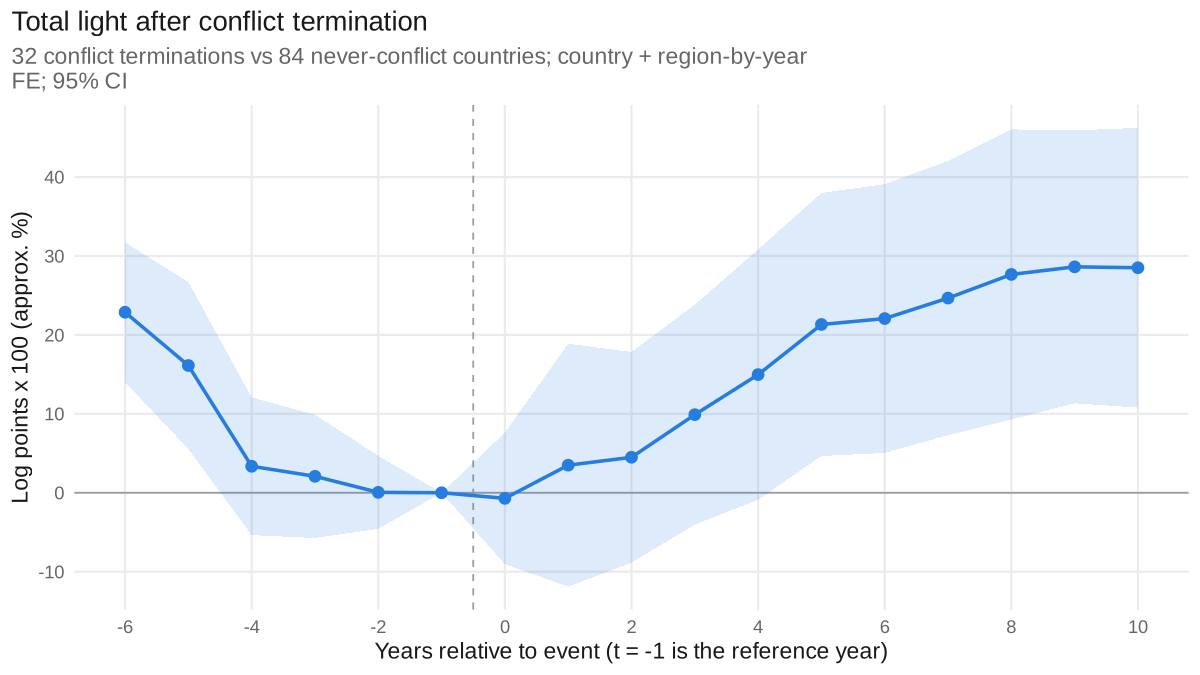 Total light after conflict termination
32 conflict terminations vs 84 never-conflict countries; country + region-by-year
FE; 95% CI
Log points x 100 (approx. %)
40
30
20
10
0
-10
-6 -4 -2 0 2 4 6 8 10
Years relative to event (t = -1 is the reference year)